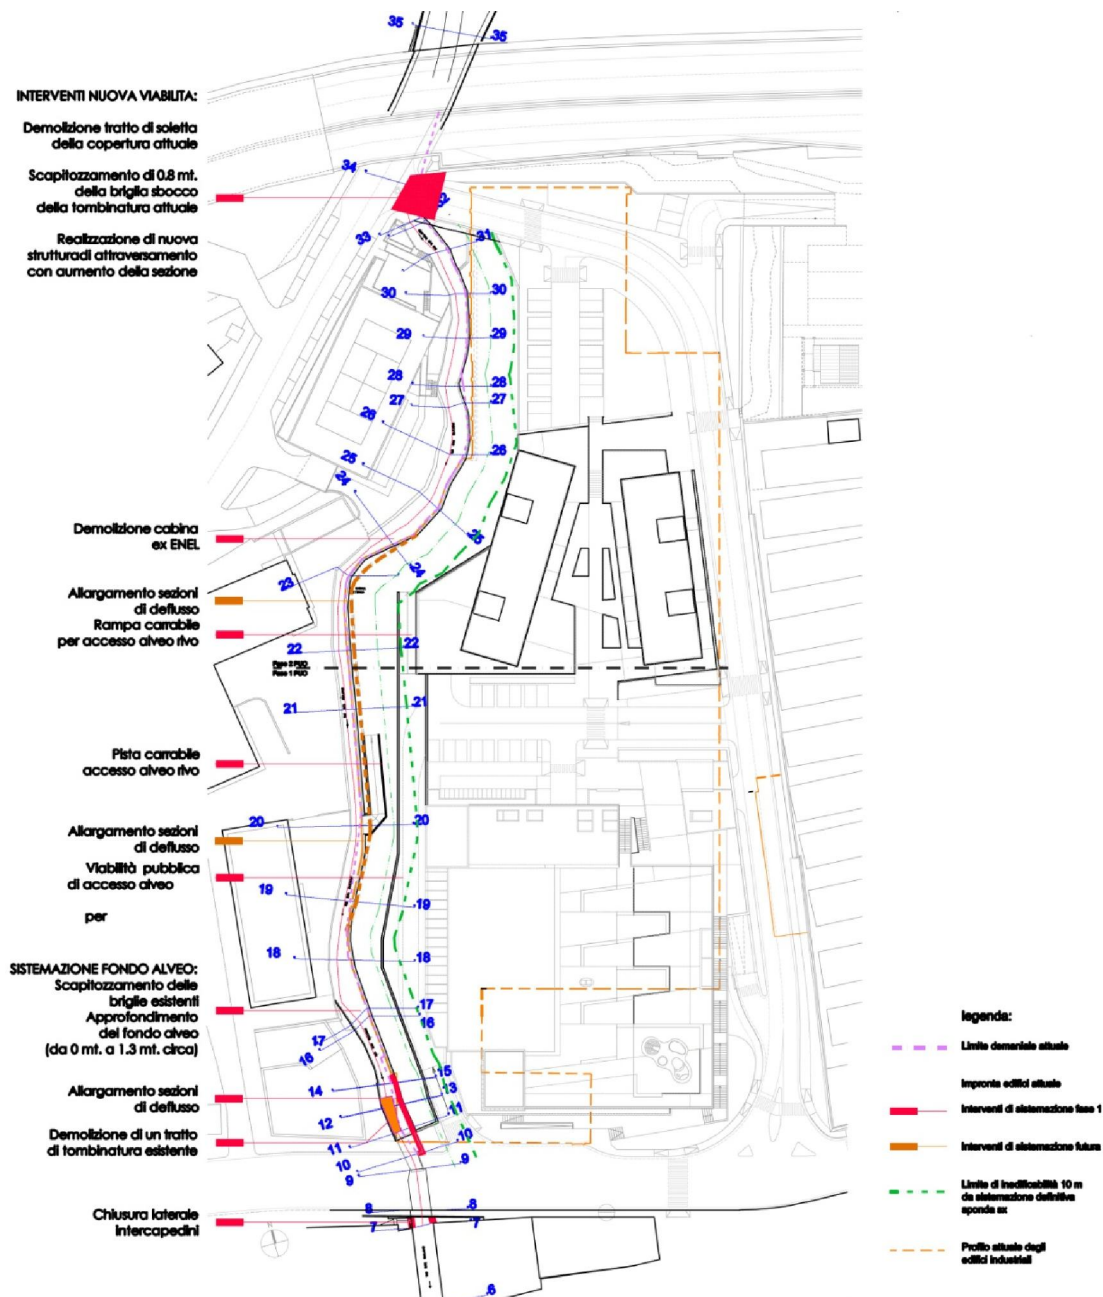 INTERVENTI NUOVA VIABILITA:
Demolizione tratto di soletta
della copertura attuale
Scapitozzamento di 0.8 mt.
della briglia sbocco
della tombinatura attuale
Realizzazione di nuova
strutturadi attraversamento
con aumento della sezione
Demolizione cabina
ex ENEL
Allargamento sezioni
di deflusso
Rampa carrabile
per accesso alveo rivo
Pista carrabile
accesso alveo rivo
Allargamento sezioni
di deflusso
Viabilità pubblica
di accesso alveo
per
SISTEMAZIONE FONDO ALVEO:
Scapitozzamento delle
briglie esistenti
Approfondimento
del fondo alveo
(da 0 mt. a 1.3 mt. circa)
Allargamento sezioni
di deflusso
Demolizione di un tratto
di tombinatura esistente
Chiusura laterale
intercapedini
35
35
34
32
33
31
30
30
29
29
28
28
27
27
26
26
25
25
24
24
23
22
22
Fase 2 PUO
Fase 1 PUO
21
21
20
20
19
19
18
18
17
17
16
16
15
14
13
12
11
11
10
10
9
9
8
8
7
7
6
N
legenda:
Limite demaniale attuale
Impronta edifici attuale
Interventi di sistemazione fase 1
Interventi di sistemazione futura
Limite di inedificabilità 10 m
da sistemazione definitiva
sponda sx
Profilo attuale degli
edifici industriali